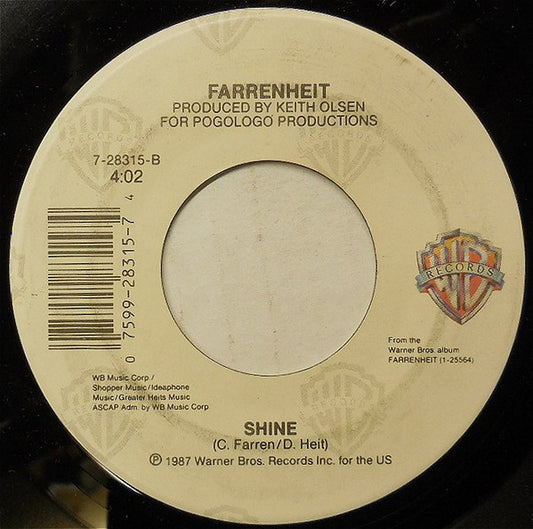 FARRENHEIT
PRODUCED BY KEITH OLSEN
FOR POGOLOGO PRODUCTIONS
7-28315-B
4:02
0 7599-28315-7 4
WB
RECORDS
From the
Warner Bros. album
FARRENHEIT (1-25564)
WB Music Corp./
Shopper Music/Ideaphone
Music/Greater Heits Music
ASCAP Adm. by WB Music Corp
SHINE
(C. Farren/D. Heit)
℗ 1987 Warner Bros. Records Inc. for the US